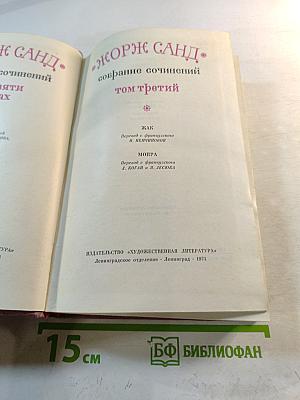 СОЧИНЕНИЙ
ЖОРЖ САНД
СОБРАНИЕ СОЧИНЕНИЙ
ТОМ ТРЕТИЙ
ЖАК
Перевод с французского
МОПРА
Перевод с французского
ИЗДАТЕЛЬСТВО «ХУДОЖЕСТВЕННАЯ ЛИТЕРАТУРА»
Ленинградское отделение · Ленинград · 1971
15 см
БФ БИБЛИОФАН